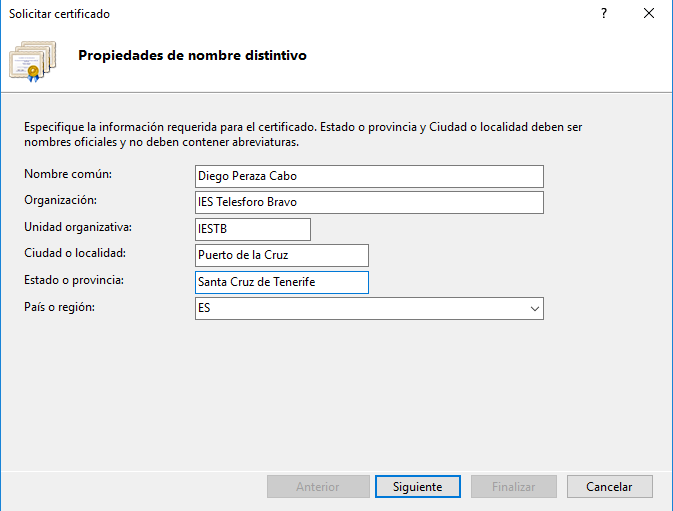 Solicitar certificado ?
Propiedades de nombre distintivo
Especifique la información requerida para el certificado. Estado o provincia y Ciudad o localidad deben ser
nombres oficiales y no deben contener abreviaturas.
Nombre común: Diego Peraza Cabo
Organización: IES Telesforo Bravo
Unidad organizativa: IESTB
Ciudad o localidad: Puerto de la Cruz
Estado o provincia: Santa Cruz de Tenerife
País o región: ES
Anterior Siguiente Finalizar Cancelar